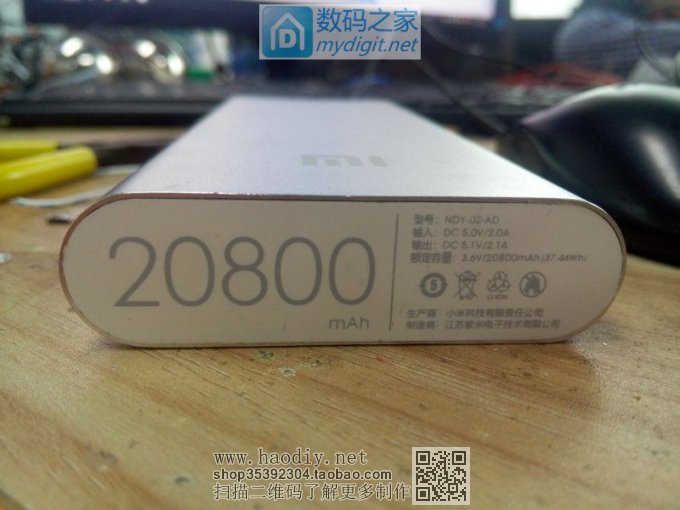 数码之家
mydigit.net
mi
20800
mAh
型号: NDY-02-AD
输入: DC 5.0V/2.0A
输出: DC 5.1V/2.1A
额定容量: 3.6V/20800mAh (37.44Wh)
5
Li-ion
生产商: 小米科技有限责任公司
制造商: 江苏紫米电子技术有限公司
www.haodiy.net
shop35392304.taobao.com
扫描二维码了解更多制作